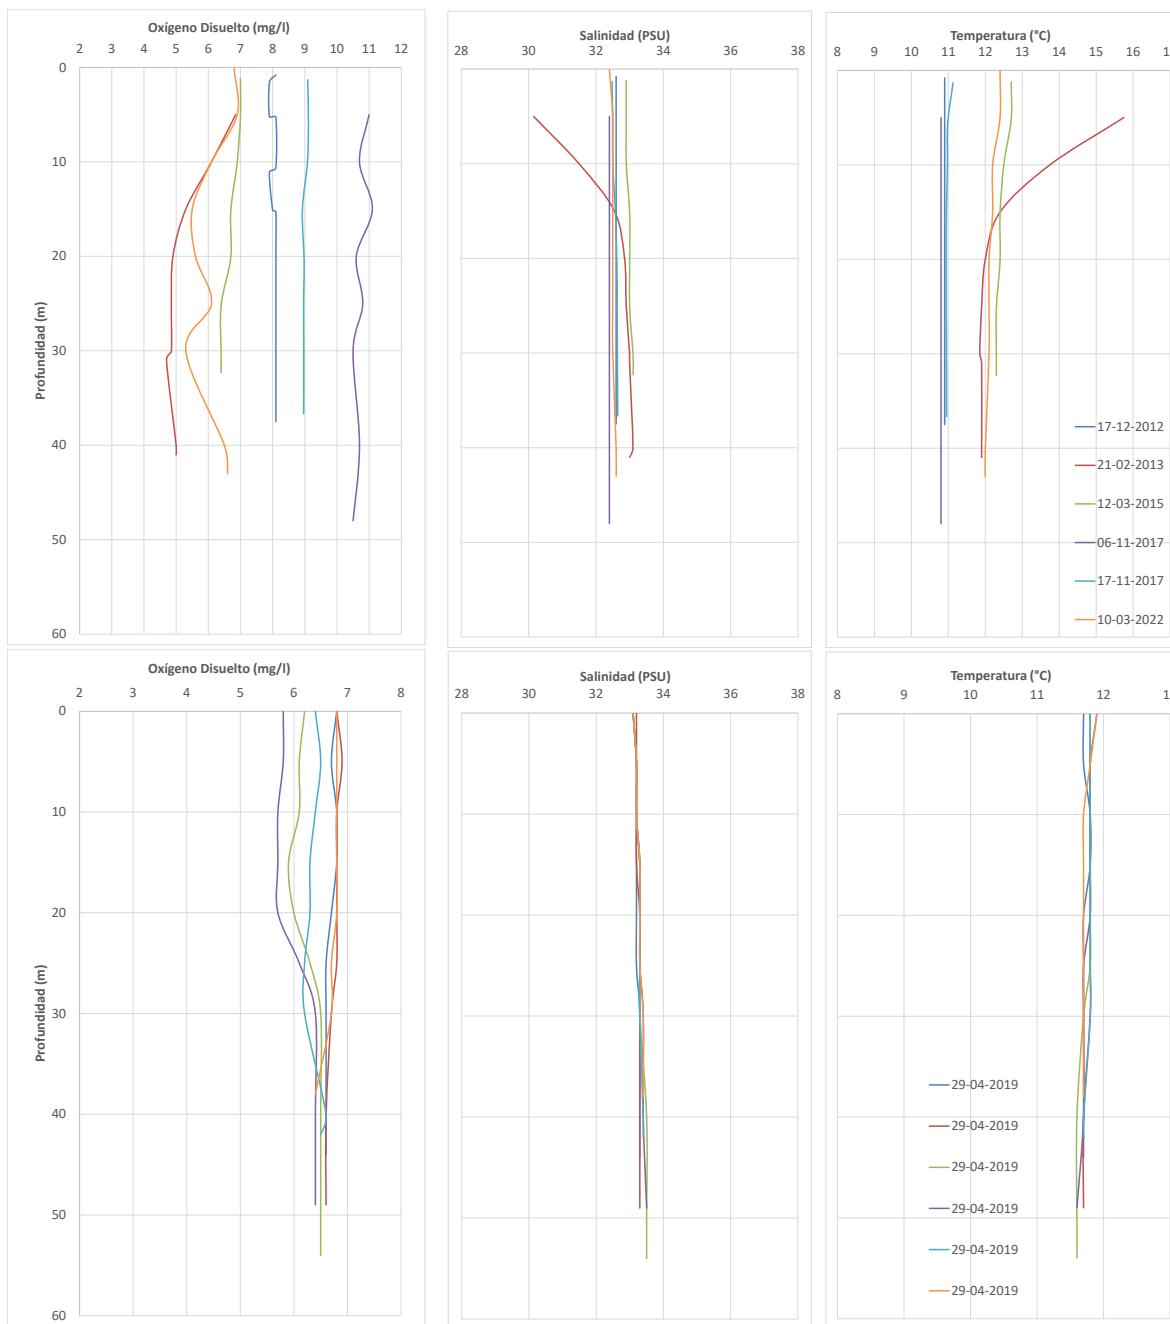 Oxígeno Disuelto (mg/l)
2 3 4 5 6 7 8 9 10 11 12
0
10
20
30
40
50
60
Profundidad (m)
Salinidad (PSU)
28 30 32 34 36 38
Temperatura (°C)
8 9 10 11 12 13 14 15 16
17-12-2012
21-02-2013
12-03-2015
06-11-2017
17-11-2017
10-03-2022
Oxígeno Disuelto (mg/l)
2 3 4 5 6 7 8
0
10
20
30
40
50
60
Profundidad (m)
Salinidad (PSU)
28 30 32 34 36 38
Temperatura (°C)
8 9 10 11 12
29-04-2019
29-04-2019
29-04-2019
29-04-2019
29-04-2019
29-04-2019